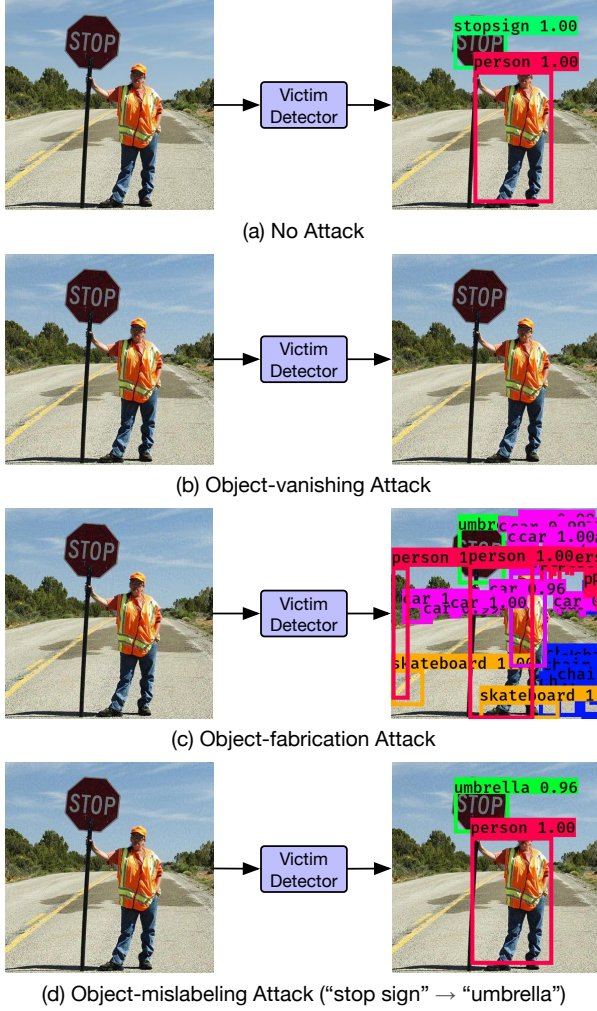 STOP
Victim
Detector
STOP
stopsign 1.00
person 1.00
(a) No Attack
STOP
Victim
Detector
STOP
(b) Object-vanishing Attack
STOP
Victim
Detector
car 1.00
person 1
person 1.00
car 0.96
car 1
car 1.00
car
skateboard 1.00
chai
skateboard 1
(c) Object-fabrication Attack
STOP
Victim
Detector
umbrella 0.96
STOP
person 1.00
(d) Object-mislabeling Attack (“stop sign” → “umbrella”)